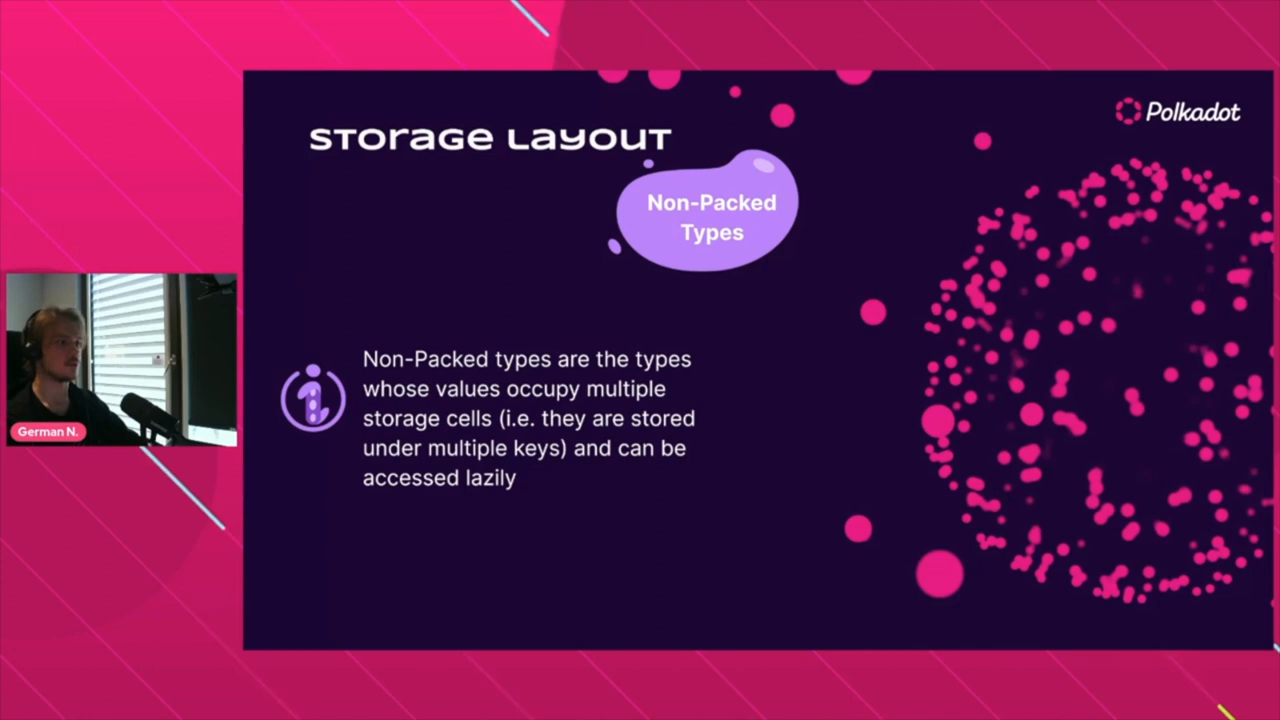 Storage Layout
Polkadot
Non-Packed
Types
Non-Packed types are the types
whose values occupy multiple
storage cells (i.e. they are stored
under multiple keys) and can be
accessed lazily
German N.